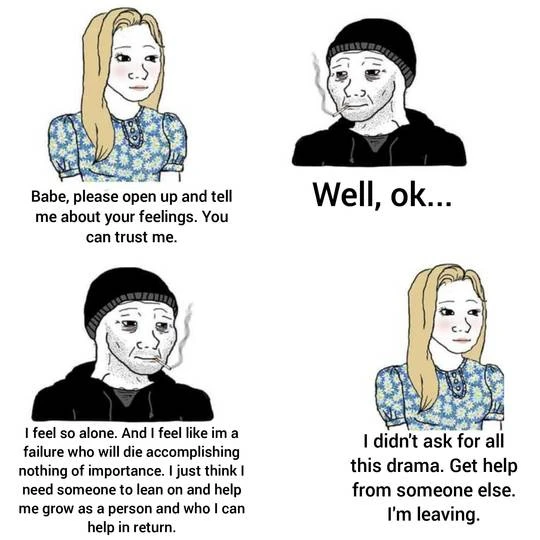 Babe, please open up and tell
me about your feelings. You
can trust me.
Well, ok...
I feel so alone. And I feel like im a
failure who will die accomplishing
nothing of importance. I just think I
need someone to lean on and help
me grow as a person and who I can
help in return.
I didn't ask for all
this drama. Get help
from someone else.
I'm leaving.